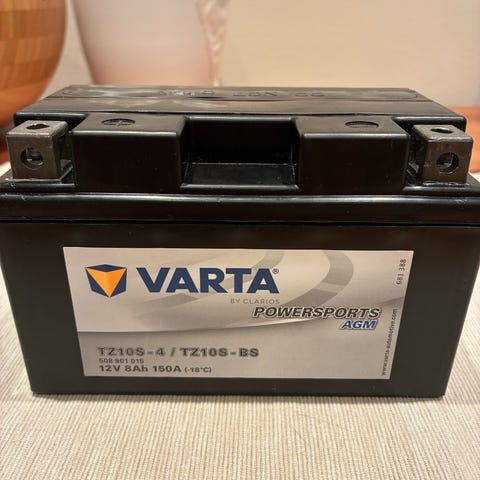 VARTA®
BY CLARIOS
POWERSPORTS
AGM
TZ10S-4 / TZ10S-BS
508 901 015
12V 8Ah 150A (-18°C)
681 388
www.varta-automotive.com